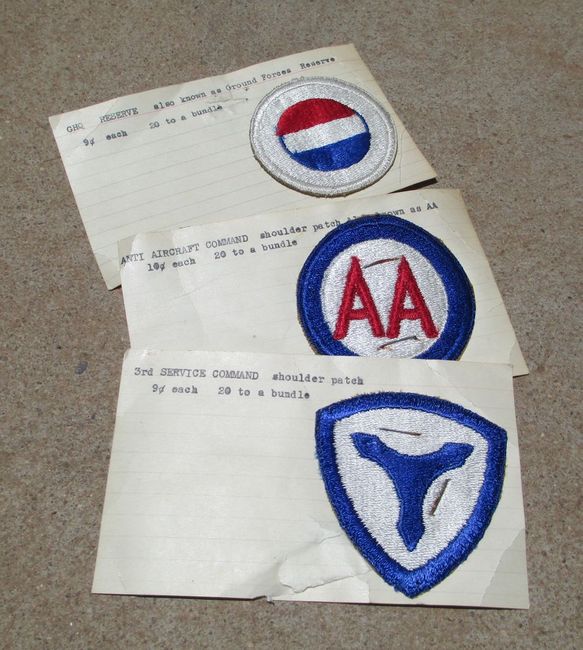 GHQ RESERVE also known as Ground Forces Reserve
9¢ each 20 to a bundle
ANTI AIRCRAFT COMMAND shoulder patch known as AA
10¢ each 20 to a bundle
AA
3rd SERVICE COMMAND shoulder patch
9¢ each 20 to a bundle